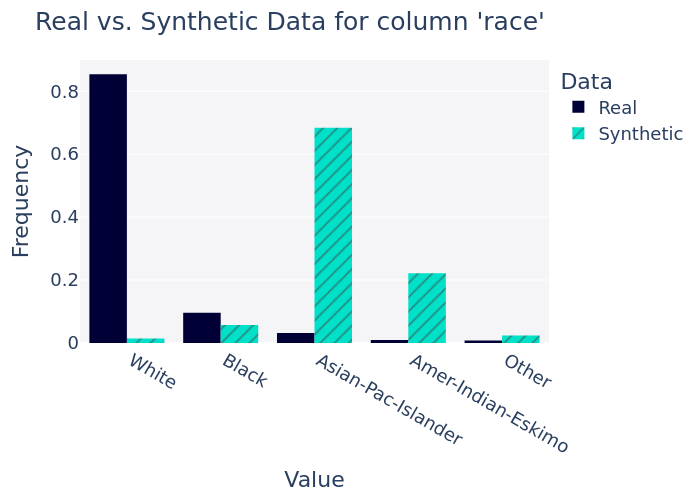 Real vs. Synthetic Data for column 'race'
Data
Real
Synthetic
Frequency
0.8
0.6
0.4
0.2
0
White
Black
Asian-Pac-Islander
Amer-Indian-Eskimo
Other
Value